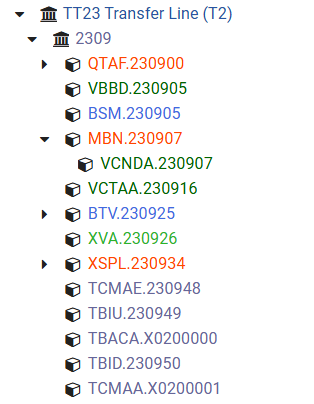 TT23 Transfer Line (T2)
2309
QTAF.230900
VBBD.230905
BSM.230905
MBN.230907
VCNDA.230907
VCTAA.230916
BTV.230925
XVA.230926
XSPL.230934
TCMAE.230948
TBIU.230949
TBACA.X0200000
TBID.230950
TCMAA.X0200001